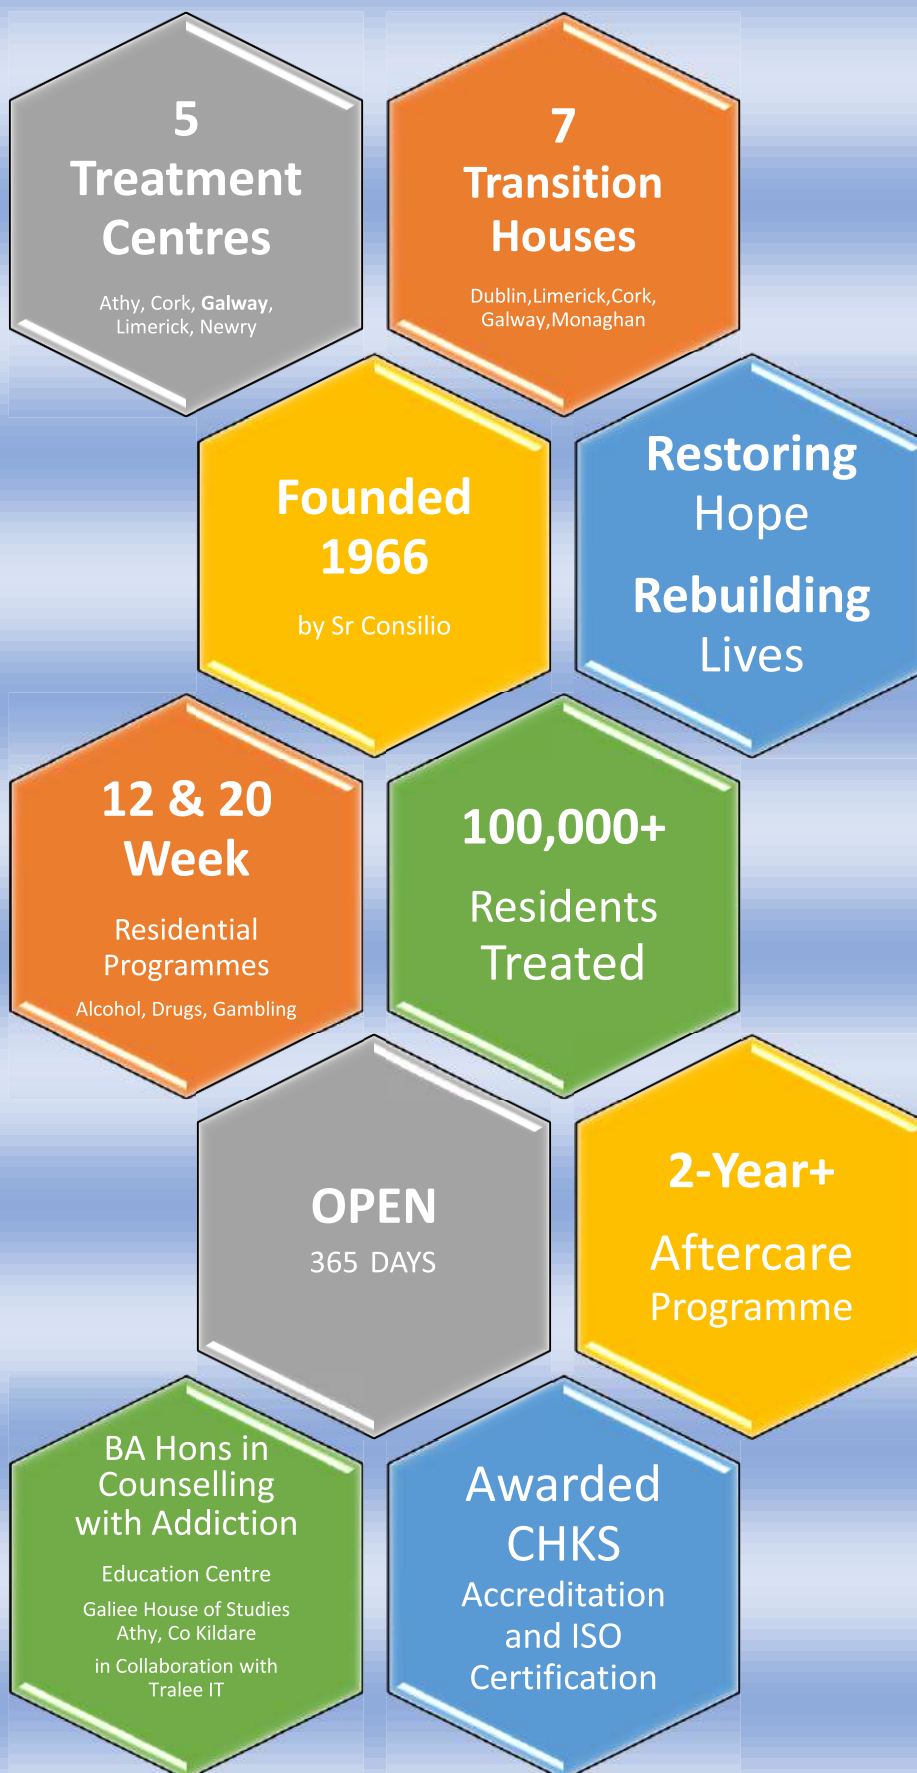 5
Treatment
Centres
Athy, Cork, Galway,
Limerick, Newry
7
Transition
Houses
Dublin,Limerick,Cork,
Galway,Monaghan
Founded
1966
by Sr Consilio
Restoring
Hope
Rebuilding
Lives
12 & 20
Week
Residential
Programmes
Alcohol, Drugs, Gambling
100,000+
Residents
Treated
OPEN
365 DAYS
2-Year+
Aftercare
Programme
BA Hons in
Counselling
with Addiction
Education Centre
Galiee House of Studies
Athy, Co Kildare
in Collaboration with
Tralee IT
Awarded
CHKS
Accreditation
and ISO
Certification